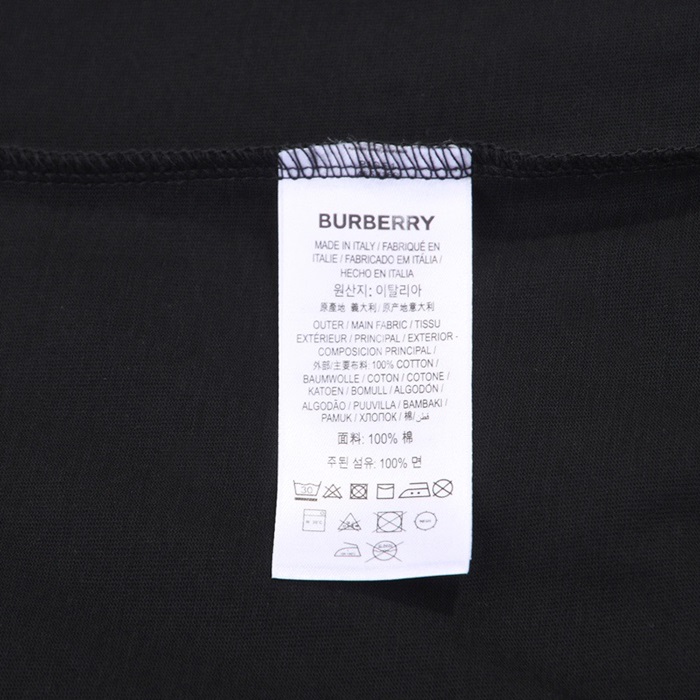 BURBERRY
MADE IN ITALY / FABRIQUÉ EN
ITALIE / FABRICADO EM ITÁLIA /
HECHO EN ITALIA
원산지: 이탈리아
原產地 義大利 / 原产地意大利
OUTER / MAIN FABRIC / TISSU
EXTÉRIEUR / PRINCIPAL / EXTERIOR -
COMPOSICION PRINCIPAL /
外部/主要布料: 100% COTTON /
BAUMWOLLE / COTON / COTONE /
KATOEN / BOMULL / ALGODÓN /
ALGODÃO / PUUVILLA / BAMBAKI /
PAMUK / ХЛОПОК / 棉/ قطن
面料: 100% 棉
주된 섬유: 100% 면
30